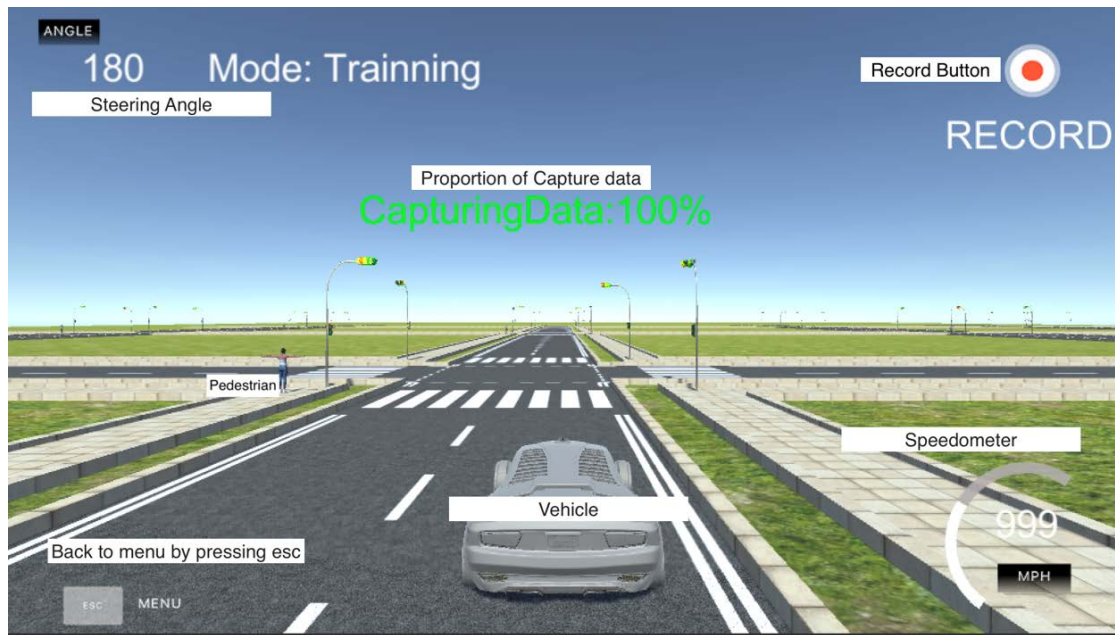 ANGLE
180 Mode: Trainning
Steering Angle
Record Button
RECORD
Proportion of Capture data
CapturingData:100%
Pedestrian
Speedometer
Vehicle
999
Back to menu by pressing esc
MPH
ESC MENU